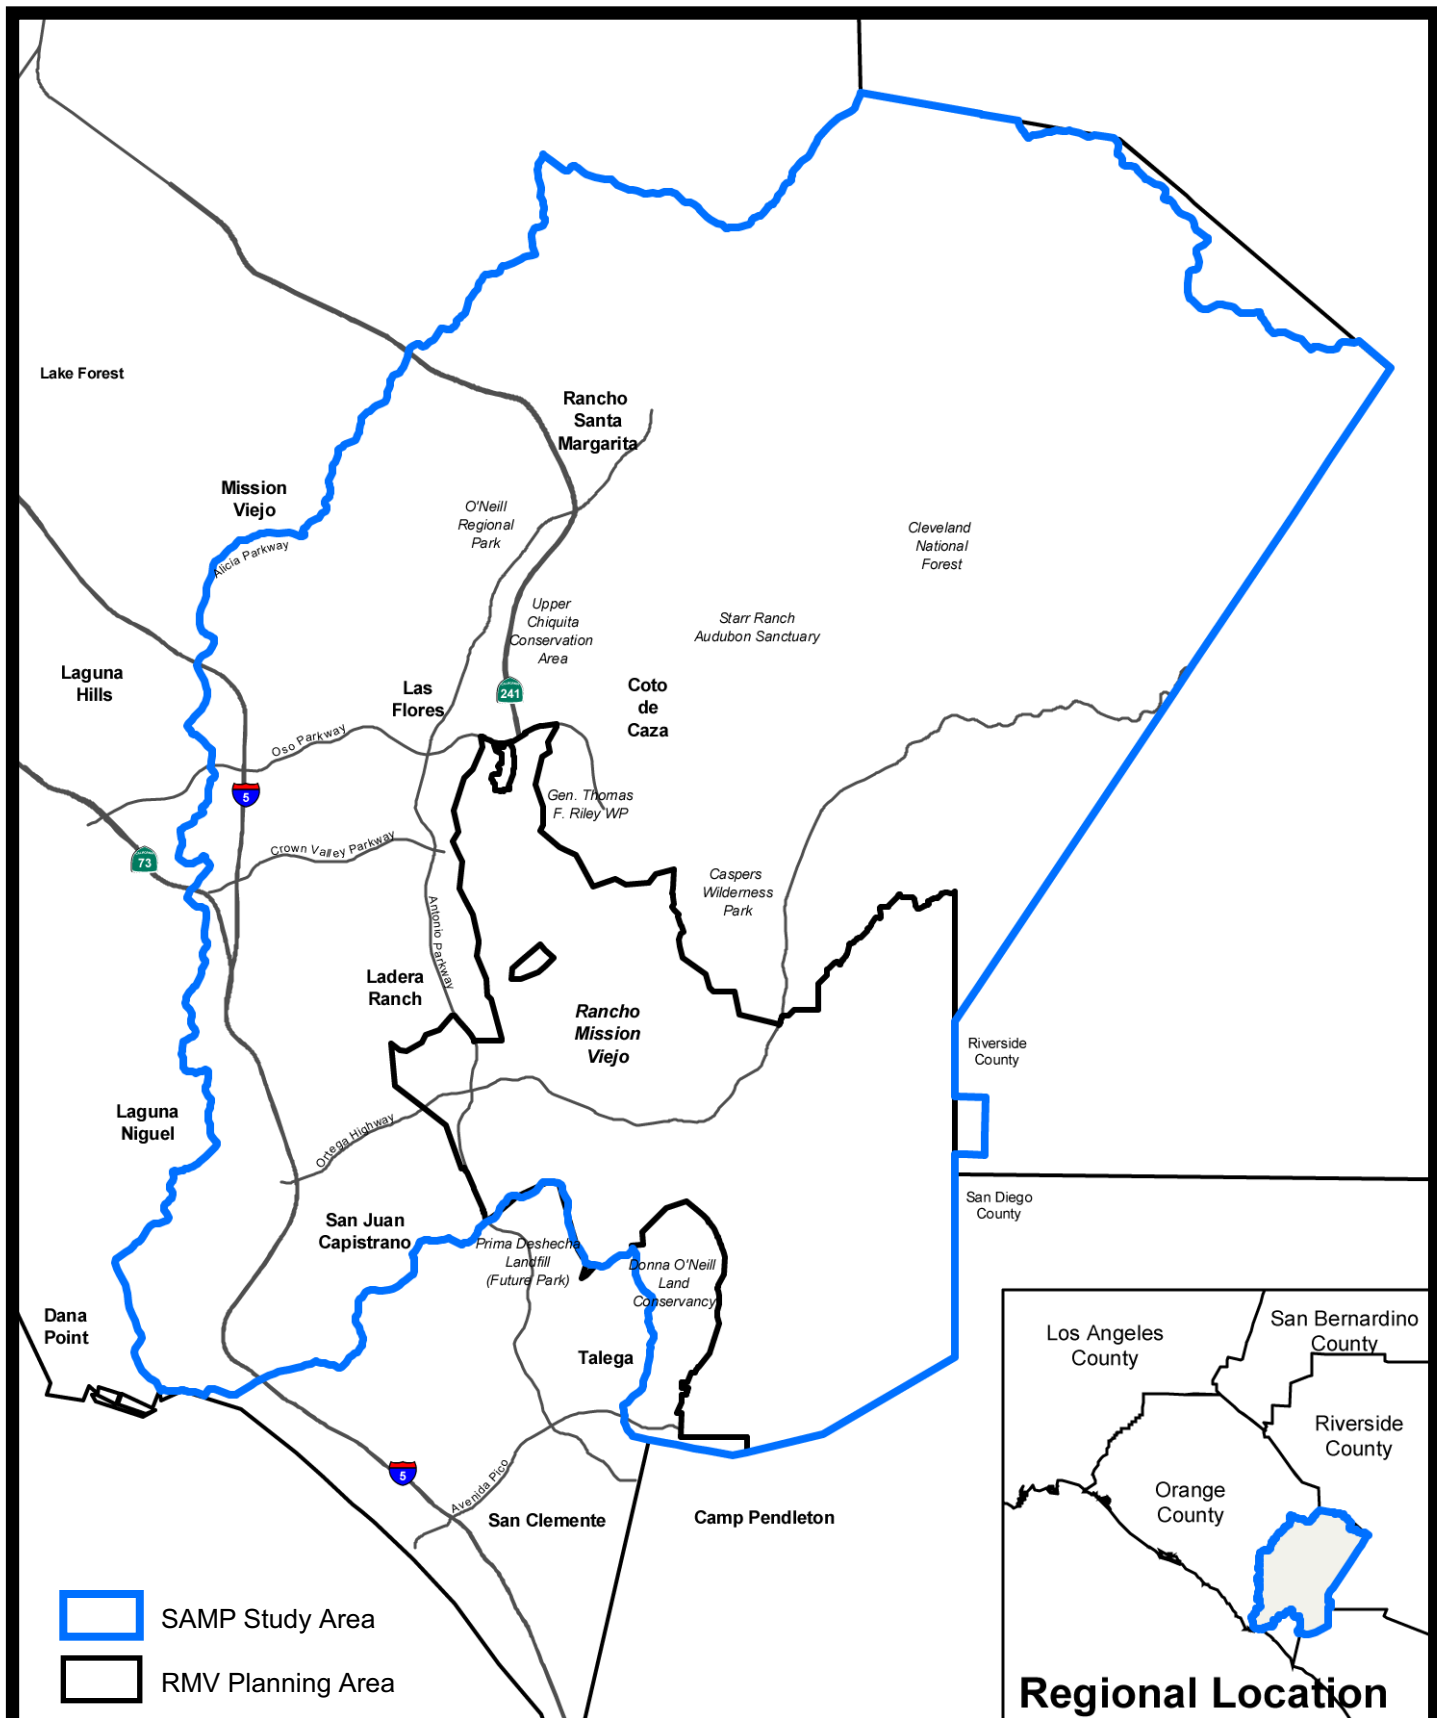 Lake Forest
Rancho
Santa
Margarita
Mission
Viejo
Alicia Parkway
O'Neill
Regional
Park
Cleveland
National
Forest
Upper
Chiquita
Conservation
Area
Starr Ranch
Audubon Sanctuary
Laguna
Hills
Las
Flores
CALIFORNIA
241
Coto
de
Caza
Oso Parkway
5
Gen. Thomas
F. Riley WP
Crown Valley Parkway
CALIFORNIA
73
Caspers
Wilderness
Park
Antonio Parkway
Ladera
Ranch
Rancho
Mission
Viejo
Riverside
County
Laguna
Niguel
Ortega Highway
San Diego
County
San Juan
Capistrano
Prima Deshecha
Landfill
(Future Park)
Donna O'Neill
Land
Conservancy
Dana
Point
Talega
5
Avenida Pico
San Clemente
Camp Pendleton
Los Angeles
County
San Bernardino
County
Riverside
County
Orange
County
Regional Location
SAMP Study Area
RMV Planning Area